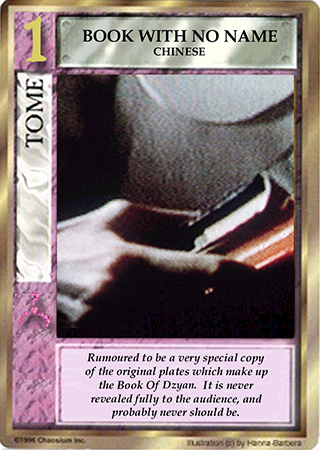 1
BOOK WITH NO NAME
CHINESE
TOME
Rumoured to be a very special copy
of the original plates which make up
the Book Of Dzyan. It is never
revealed fully to the audience, and
probably never should be.
©1996 Chaosium Inc.
Illustration (c) by Hanna-Barbera